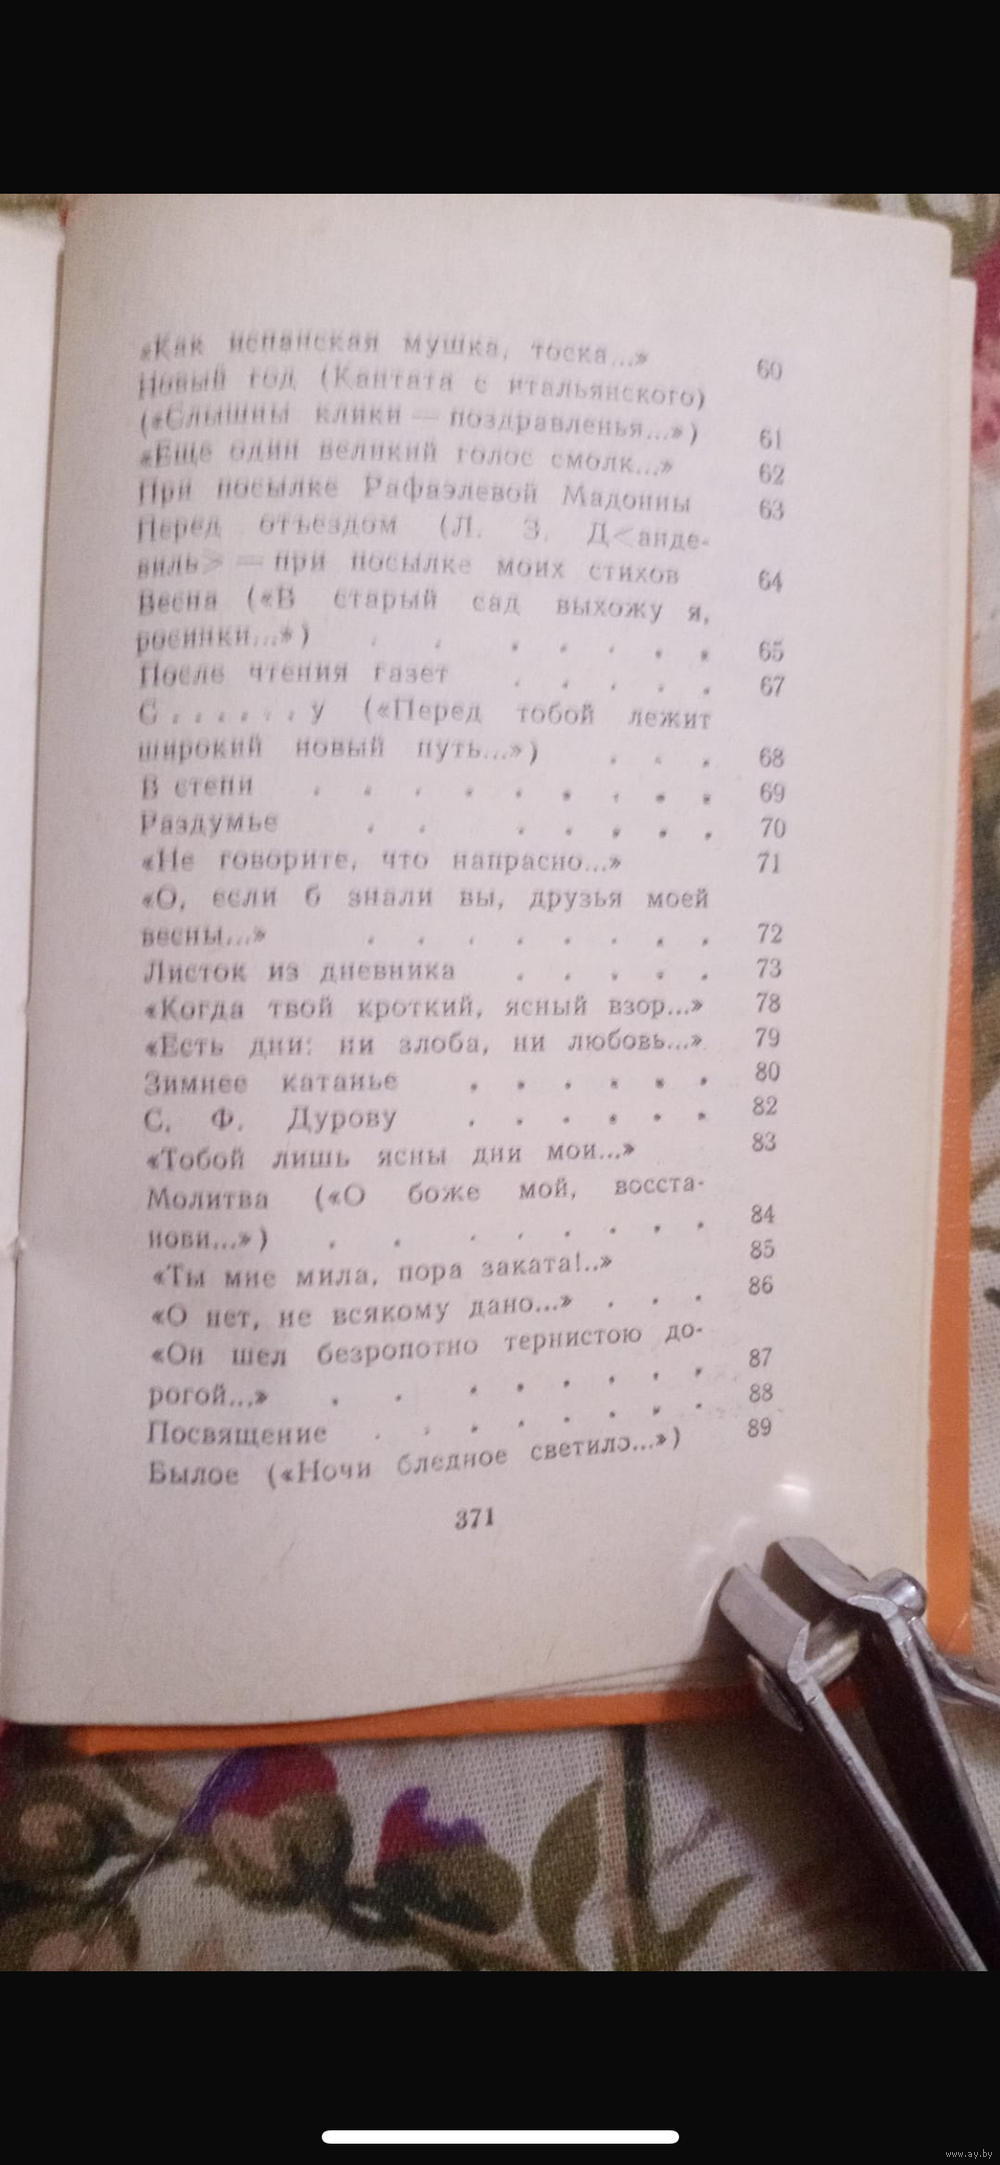 «Как испанская мушка, тоска...» 60
Новый год (Кантата с итальянского)
(«Слышны клики — поздравленья...») 61
«Еще один великий голос смолк...» 62
При посылке Рафаэлевой Мадонны 63
Перед отъездом (Л. З. Д<анде-
виль> — при посылке моих стихов 64
Весна («В старый сад выхожу я,
росинки...») . . . . . . . 65
После чтения газет . . . . . 67
С . . . . . . . у («Перед тобой лежит
широкий новый путь...») . . . 68
В степи . . . . . . . . . 69
Раздумье . . . . . . . 70
«Не говорите, что напрасно...» 71
«О, если б знали вы, друзья моей
весны...» . . . . . . . . 72
Листок из дневника . . . . . 73
«Когда твой кроткий, ясный взор...» 78
«Есть дни: ни злоба, ни любовь...» 79
Зимнее катанье . . . . . . 80
С. Ф. Дурову . . . . . . 82
«Тобой лишь ясны дни мои...» 83
Молитва («О боже мой, восста-
нови...») . . . . . . . . 84
«Ты мне мила, пора заката!..» 85
«О нет, не всякому дано...» . . . 86
«Он шел безропотно тернистою до-
рогой...» . . . . . . . . 87
Посвящение . . . . . . . . 88
Былое («Ночи бледное светило...») 89
371
www.ay.by